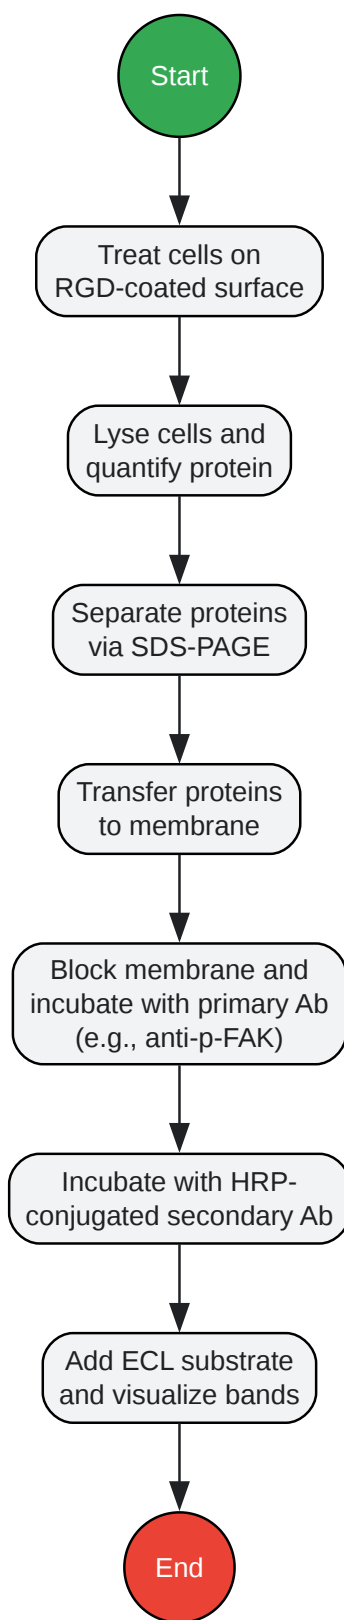 Start
Treat cells on
RGD-coated surface
Lyse cells and
quantify protein
Separate proteins
via SDS-PAGE
Transfer proteins
to membrane
Block membrane and
incubate with primary Ab
(e.g., anti-p-FAK)
Incubate with HRP-
conjugated secondary Ab
Add ECL substrate
and visualize bands
End